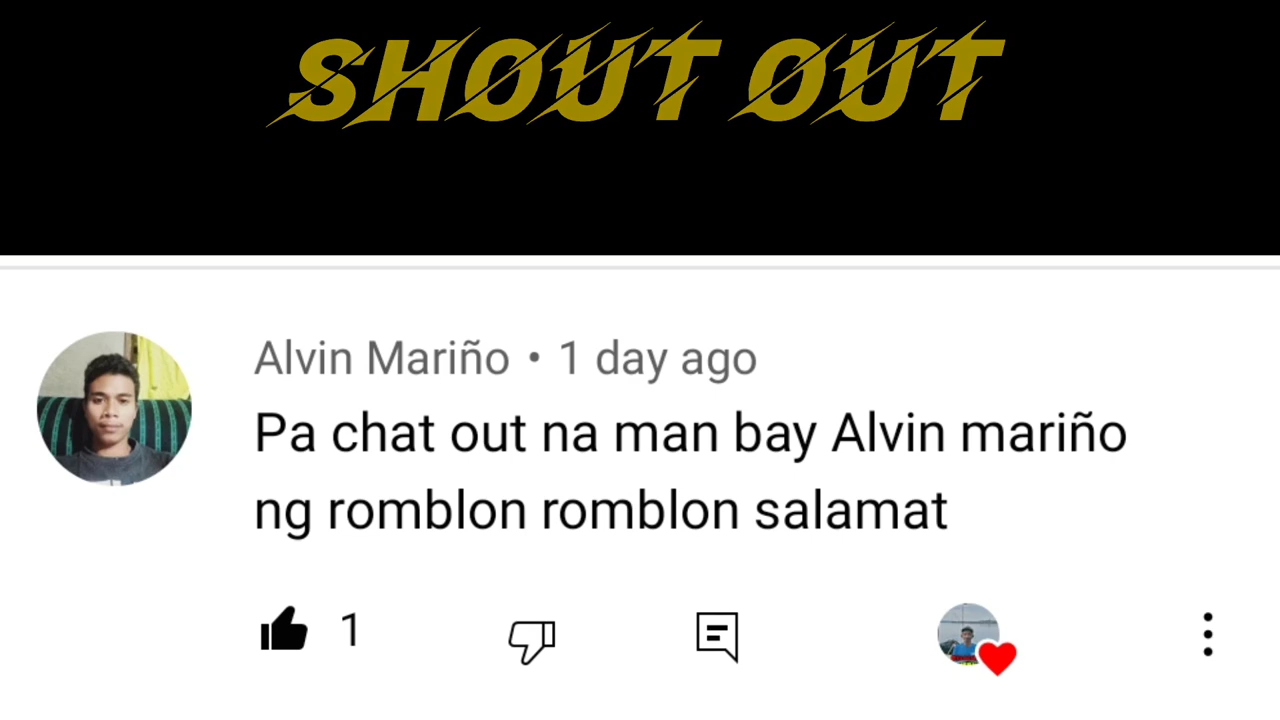 SHOUT OUT
Alvin Mariño • 1 day ago
Pa chat out na man bay Alvin mariño
ng romblon romblon salamat
1